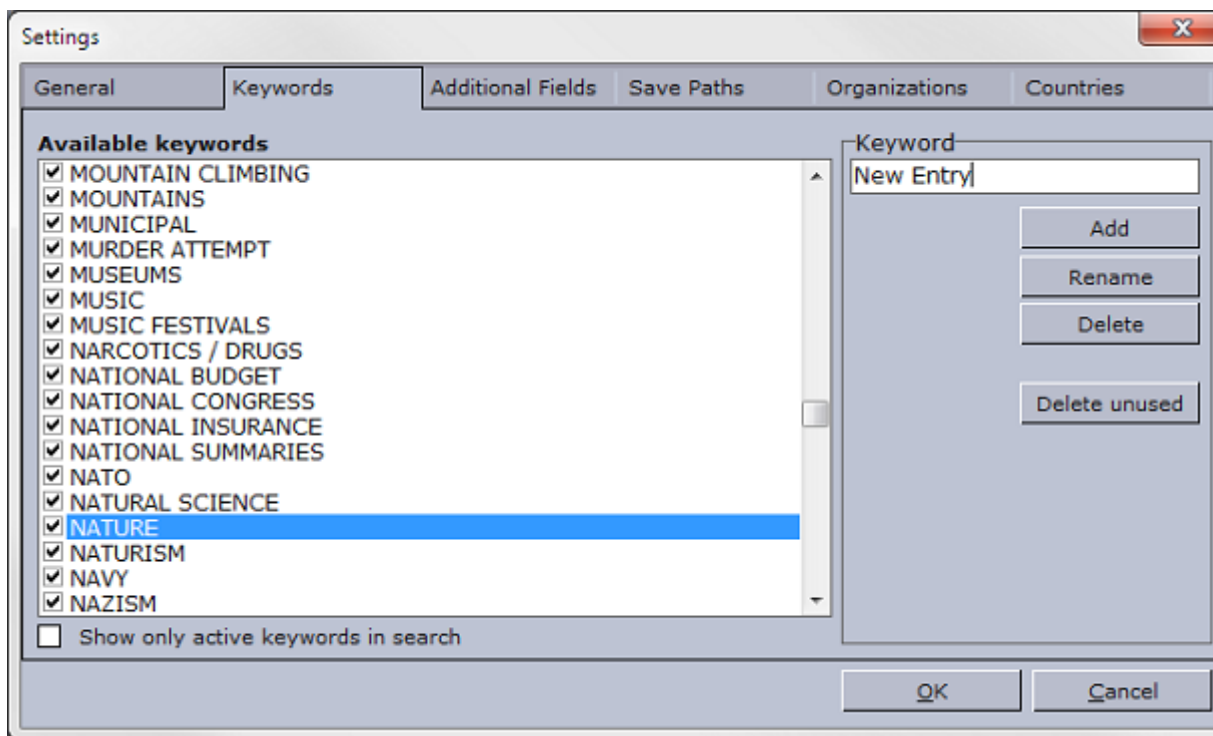 Settings
General Keywords Additional Fields Save Paths Organizations Countries
Available keywords
MOUNTAIN CLIMBING
MOUNTAINS
MUNICIPAL
MURDER ATTEMPT
MUSEUMS
MUSIC
MUSIC FESTIVALS
NARCOTICS / DRUGS
NATIONAL BUDGET
NATIONAL CONGRESS
NATIONAL INSURANCE
NATIONAL SUMMARIES
NATO
NATURAL SCIENCE
NATURE
NATURISM
NAVY
NAZISM
Show only active keywords in search
Keyword
New Entry
Add
Rename
Delete
Delete unused
OK Cancel